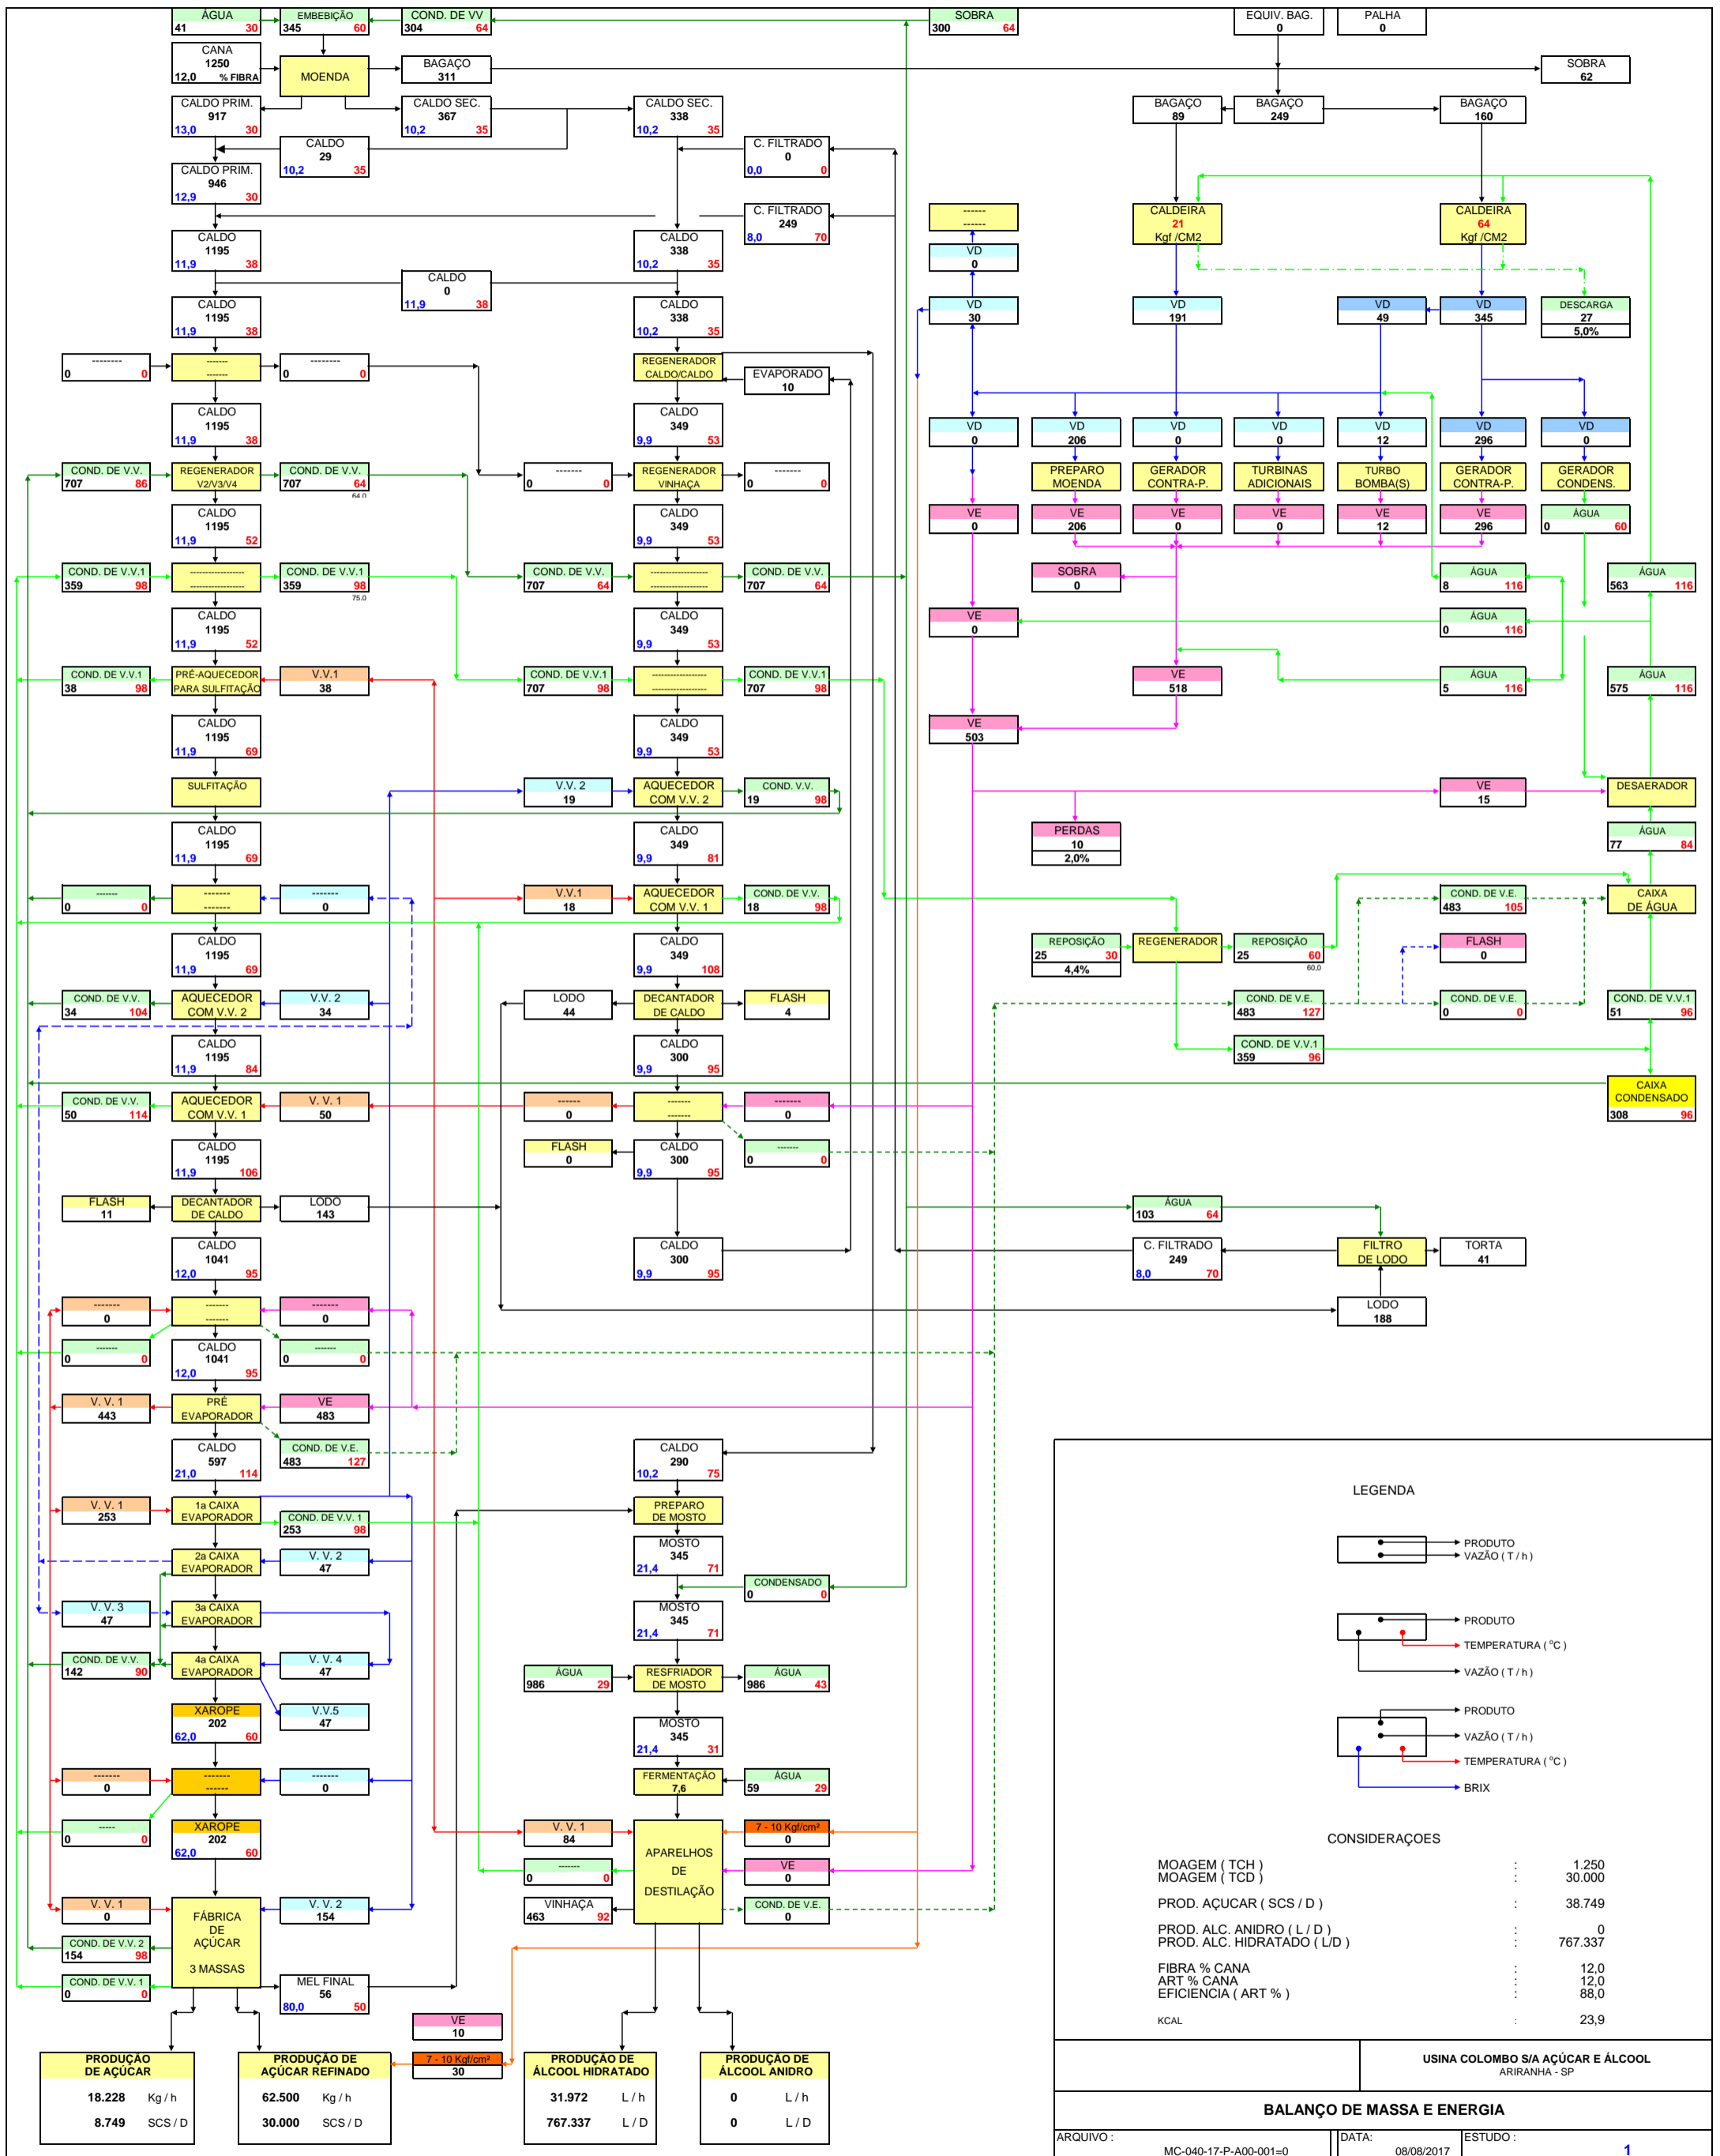 ÁGUA
41 30
EMBEBIÇÃO
345 60
COND. DE VV
304 64
SOBRA
300 64
EQUIV. BAG.
0
PALHA
0
CANA
1250
12,0 % FIBRA
MOENDA
BAGAÇO
311
SOBRA
62
CALDO PRIM.
917
13,0 30
CALDO SEC.
367
10,2 35
CALDO SEC.
338
10,2 35
BAGAÇO
89
BAGAÇO
249
BAGAÇO
160
CALDO
29
10,2 35
C. FILTRADO
0
0,0 0
CALDO PRIM.
946
12,9 30
C. FILTRADO
249
8,0 70
------
------
CALDEIRA
21
Kgf /CM2
CALDEIRA
64
Kgf /CM2
CALDO
1195
11,9 38
CALDO
338
10,2 35
VD
0
CALDO
0
11,9 38
CALDO
1195
11,9 38
CALDO
338
10,2 35
VD
30
VD
191
VD
49
VD
345
DESCARGA
27
5,0%
--------
0 0
-------
-------
--------
0 0
REGENERADOR
CALDO/CALDO
EVAPORADO
10
CALDO
1195
11,9 38
CALDO
349
9,9 53
VD
0
VD
206
VD
0
VD
0
VD
12
VD
296
VD
0
COND. DE V.V.
707 86
REGENERADOR
V2/V3/V4
COND. DE V.V.
707 64
64,0
-------
0 0
REGENERADOR
VINHAÇA
-------
0 0
PREPARO
MOENDA
GERADOR
CONTRA-P.
TURBINAS
ADICIONAIS
TURBO
BOMBA(S)
GERADOR
CONTRA-P.
GERADOR
CONDENS.
CALDO
1195
11,9 52
CALDO
349
9,9 53
VE
0
VE
206
VE
0
VE
0
VE
12
VE
296
ÁGUA
0 60
COND. DE V.V.1
359 98
-----------------
-----------------
COND. DE V.V.1
359 98
75.0
COND. DE V.V.
707 64
-----------------
-----------------
COND. DE V.V.
707 64
SOBRA
0
ÁGUA
8 116
ÁGUA
563 116
CALDO
1195
11,9 52
CALDO
349
9,9 53
VE
0
ÁGUA
0 116
COND. DE V.V.1
38 98
PRÉ-AQUECEDOR
PARA SULFITAÇÃO
V.V.1
38
COND. DE V.V.1
707 98
-----------------
-----------------
COND. DE V.V.1
707 98
VE
518
ÁGUA
5 116
ÁGUA
575 116
CALDO
1195
11,9 69
CALDO
349
9,9 53
VE
503
SULFITAÇÃO
V.V. 2
19
AQUECEDOR
COM V.V. 2
COND. V.V.
19 98
VE
15
DESAERADOR
CALDO
1195
11,9 69
CALDO
349
9,9 81
PERDAS
10
2,0%
ÁGUA
77 84
-------
0 0
-------
-------
-------
0
V.V.1
18
AQUECEDOR
COM V.V. 1
COND. DE V.V.
18 98
COND. DE V.E.
483 105
CAIXA
DE ÁGUA
CALDO
1195
11,9 69
CALDO
349
9,9 108
REPOSIÇÃO
25 30
4,4%
REGENERADOR
REPOSIÇÃO
25 60
60,0
FLASH
0
COND. DE V.V.
34 104
AQUECEDOR
COM V.V. 2
V.V. 2
34
LODO
44
DECANTADOR
DE CALDO
FLASH
4
COND. DE V.E.
483 127
COND. DE V.E.
0 0
COND. DE V.V.1
51 96
CALDO
1195
11,9 84
CALDO
300
9,9 95
COND. DE V.V.1
359 96
COND. DE V.V.
50 114
AQUECEDOR
COM V.V. 1
V. V. 1
50
------
0
-------
-------
-------
0
CAIXA
CONDENSADO
308 96
CALDO
1195
11,9 106
FLASH
0
CALDO
300
9,9 95
-------
0 0
FLASH
11
DECANTADOR
DE CALDO
LODO
143
ÁGUA
103 64
CALDO
1041
12,0 95
CALDO
300
9,9 95
C. FILTRADO
249
8,0 70
FILTRO
DE LODO
TORTA
41
-------
0
-------
-------
-------
0
LODO
188
-------
0 0
CALDO
1041
12,0 95
-------
0 0
V. V. 1
443
PRÉ
EVAPORADOR
VE
483
CALDO
597
21,0 114
COND. DE V.E.
483 127
CALDO
290
10,2 75
V. V. 1
253
1a CAIXA
EVAPORADOR
COND. DE V.V. 1
253 98
PREPARO
DE MOSTO
2a CAIXA
EVAPORADOR
V. V. 2
47
MOSTO
345
21,4 71
CONDENSADO
0 0
V. V. 3
47
3a CAIXA
EVAPORADOR
MOSTO
345
21,4 71
COND. DE V.V.
142 90
4a CAIXA
EVAPORADOR
V. V. 4
47
ÁGUA
986 29
RESFRIADOR
DE MOSTO
ÁGUA
986 43
XAROPE
202
62,0 60
V.V.5
47
MOSTO
345
21,4 31
-------
0
-------
------
-------
0
FERMENTAÇÃO
7,6
ÁGUA
59 29
-----
0 0
XAROPE
202
62,0 60
V. V. 1
84
APARELHOS
DE
DESTILAÇÃO
7 - 10 Kgf/cm²
0
-------
0 0
VE
0
V. V. 1
0
FÁBRICA
DE
AÇÚCAR
3 MASSAS
V. V. 2
154
VINHAÇA
463 92
COND. DE V.E.
0
COND. DE V.V. 2
154 98
COND. DE V.V. 1
0 0
MEL FINAL
56
80,0 50
VE
10
7 - 10 Kgf/cm²
30
PRODUÇÃO
DE AÇÚCAR
18.228 Kg / h
8.749 SCS / D
PRODUÇÃO DE
AÇÚCAR REFINADO
62.500 Kg / h
30.000 SCS / D
PRODUÇÃO DE
ÁLCOOL HIDRATADO
31.972 L / h
767.337 L / D
PRODUÇÃO DE
ÁLCOOL ANIDRO
0 L / h
0 L / D
LEGENDA
PRODUTO
VAZÃO ( T / h )
PRODUTO
TEMPERATURA ( °C )
VAZÃO ( T / h )
PRODUTO
VAZÃO ( T / h )
TEMPERATURA ( °C )
BRIX
CONSIDERAÇOES
MOAGEM ( TCH ) : 1.250
MOAGEM ( TCD ) : 30.000
PROD. AÇUCAR ( SCS / D ) : 38.749
PROD. ALC. ANIDRO ( L / D ) : 0
PROD. ALC. HIDRATADO ( L/D ) : 767.337
FIBRA % CANA : 12,0
ART % CANA : 12,0
EFICIENCIA ( ART % ) : 88,0
KCAL : 23,9
USINA COLOMBO S/A AÇÚCAR E ÁLCOOL
ARIRANHA - SP
BALANÇO DE MASSA E ENERGIA
ARQUIVO :
MC-040-17-P-A00-001=0
DATA:
08/08/2017
ESTUDO :
1